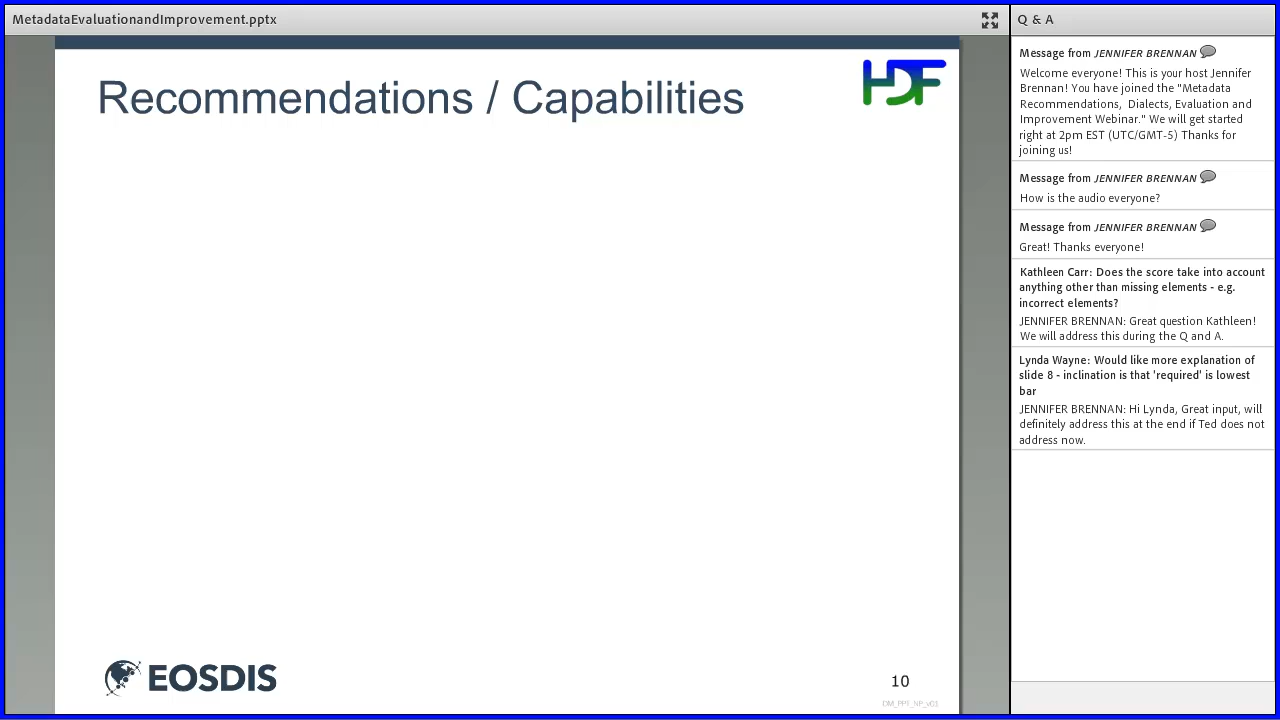 MetadataEvaluationandImprovement.pptx
Recommendations / Capabilities
HDF
EOSDIS
10
DM_PPT_NP_v01
Q & A
Message from JENNIFER BRENNAN
Welcome everyone! This is your host Jennifer
Brennan! You have joined the "Metadata
Recommendations, Dialects, Evaluation and
Improvement Webinar." We will get started
right at 2pm EST (UTC/GMT-5) Thanks for
joining us!
Message from JENNIFER BRENNAN
How is the audio everyone?
Message from JENNIFER BRENNAN
Great! Thanks everyone!
Kathleen Carr: Does the score take into account
anything other than missing elements - e.g.
incorrect elements?
JENNIFER BRENNAN: Great question Kathleen!
We will address this during the Q and A.
Lynda Wayne: Would like more explanation of
slide 8 - inclination is that 'required' is lowest
bar
JENNIFER BRENNAN: Hi Lynda, Great input, will
definitely address this at the end if Ted does not
address now.